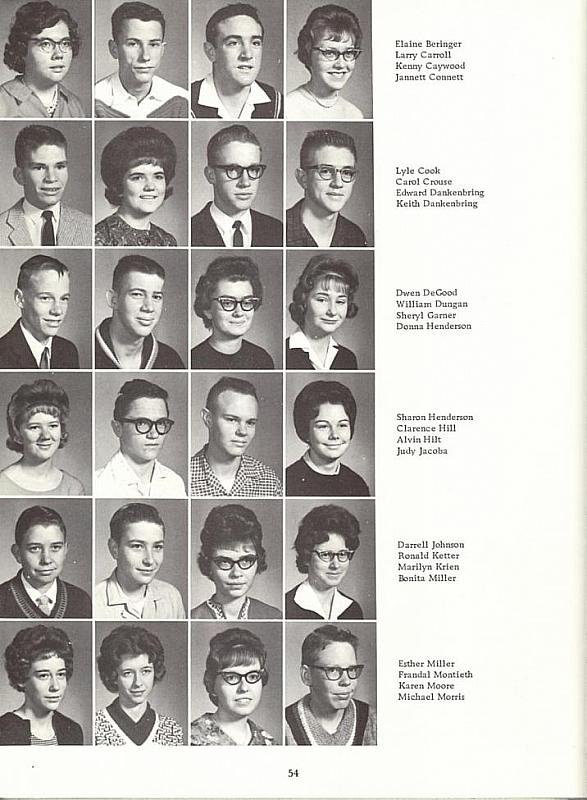 Elaine Beringer
Larry Carroll
Kenny Caywood
Jannett Connett
Lyle Cook
Carol Crouse
Edward Dankenbring
Keith Dankenbring
Dwen DeGood
William Dungan
Sheryl Garner
Donna Henderson
Sharon Henderson
Clarence Hill
Alvin Hilt
Judy Jacoba
Darrell Johnson
Ronald Ketter
Marilyn Krien
Bonita Miller
Esther Miller
Frandal Montieth
Karen Moore
Michael Morris
54